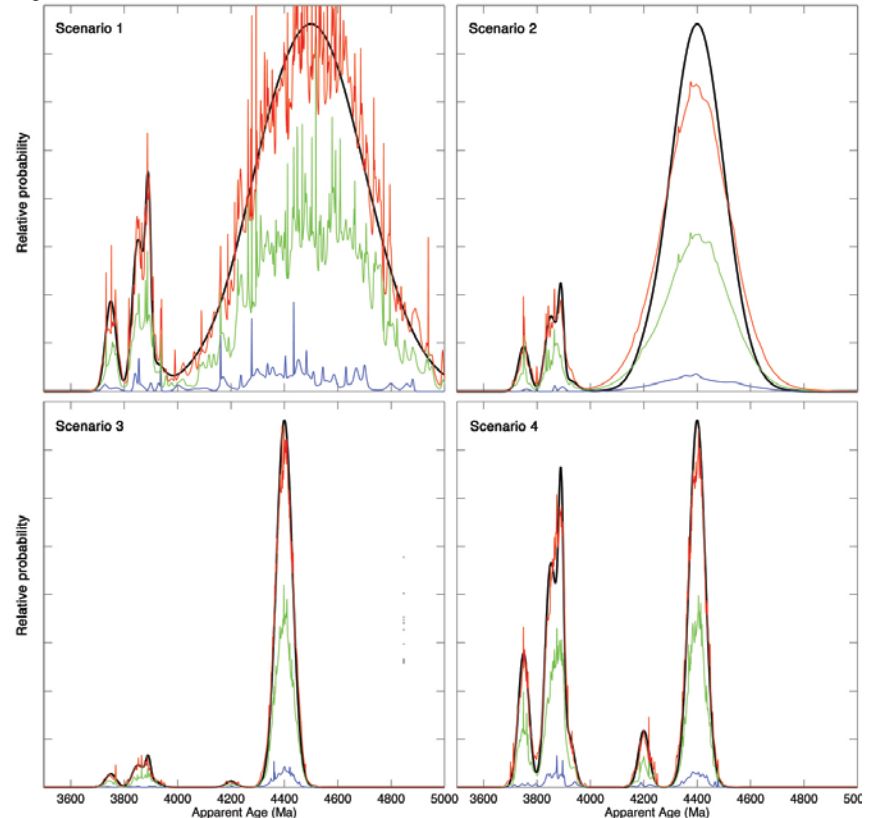 Scenario 1
Scenario 2
Relative probability
Scenario 3
Scenario 4
Relative probability
3600 3800 4000 4200 4400 4600 4800 5000
3600 3800 4000 4200 4400 4600 4800 500
Apparent Age (Ma)
Apparent Age (Ma)